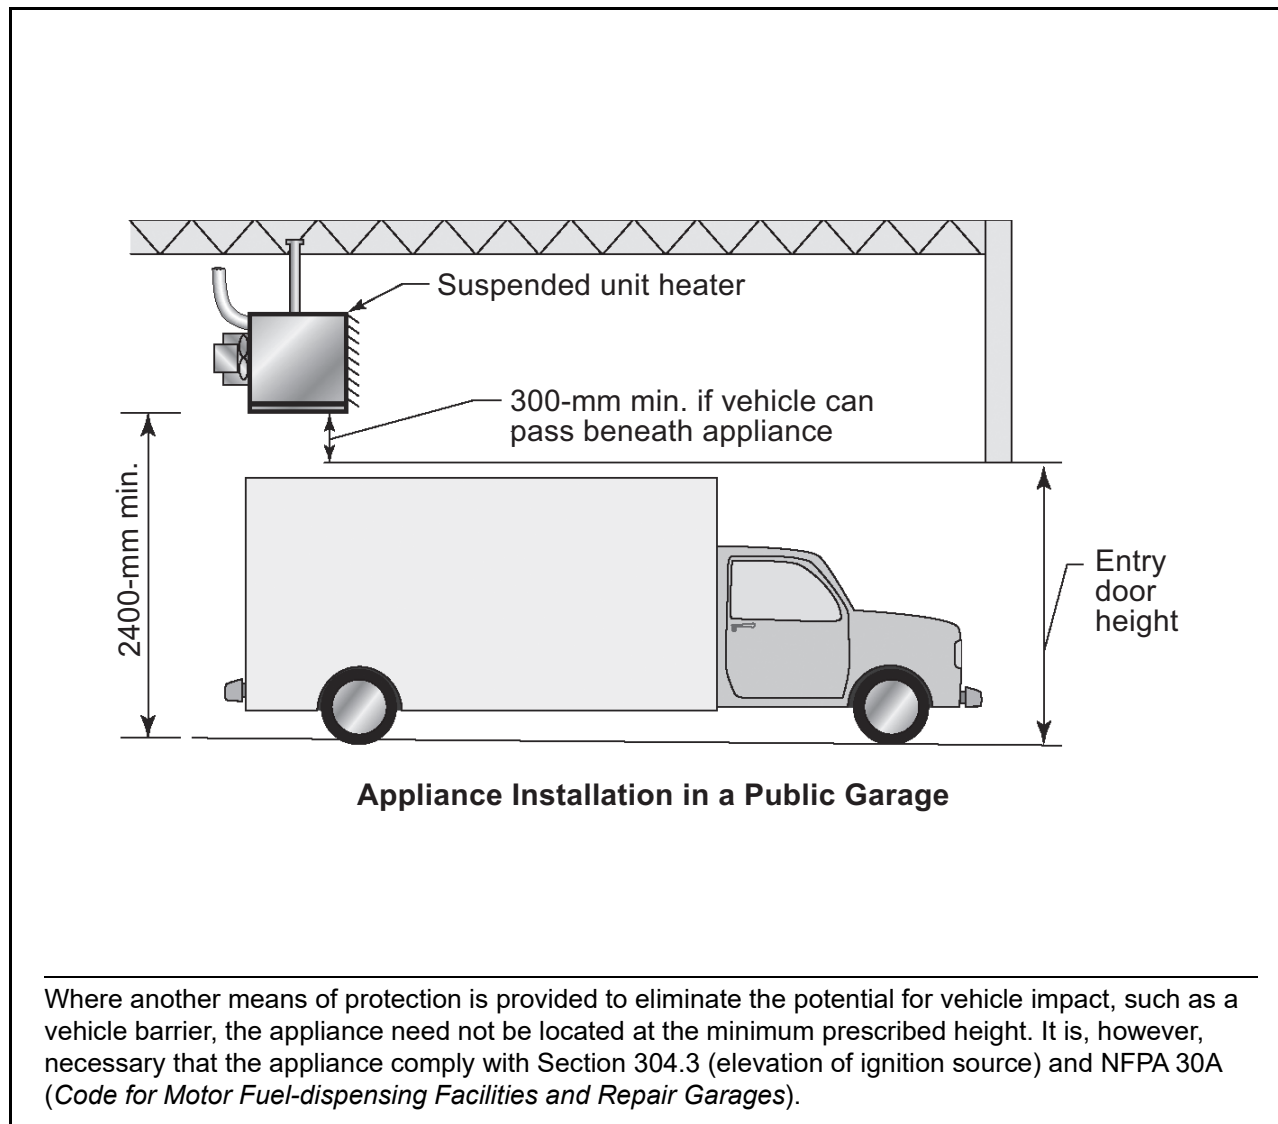 Suspended unit heater
300-mm min. if vehicle can
pass beneath appliance
2400-mm min.
Entry
door
height
Appliance Installation in a Public Garage
Where another means of protection is provided to eliminate the potential for vehicle impact, such as a
vehicle barrier, the appliance need not be located at the minimum prescribed height. It is, however,
necessary that the appliance comply with Section 304.3 (elevation of ignition source) and NFPA 30A
(Code for Motor Fuel-dispensing Facilities and Repair Garages).